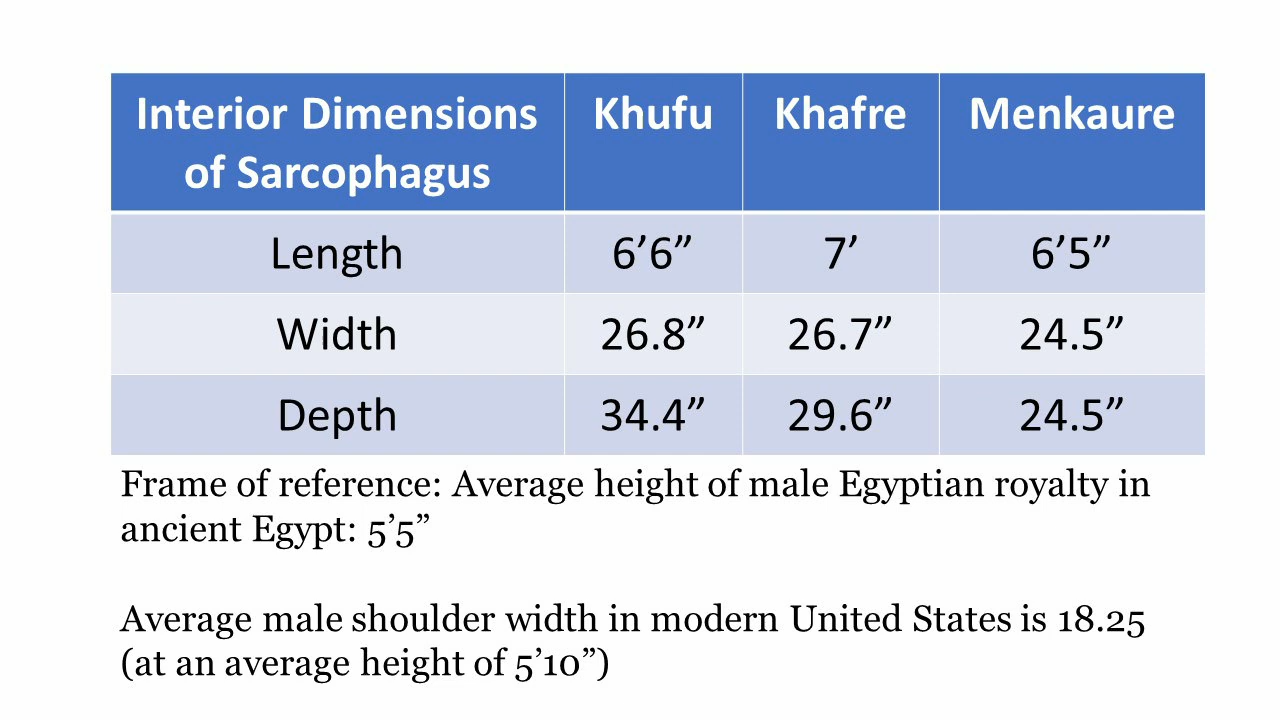 Interior Dimensions Khufu Khafre Menkaure
of Sarcophagus
Length 6’6” 7’ 6’5”
Width 26.8” 26.7” 24.5”
Depth 34.4” 29.6” 24.5”
Frame of reference: Average height of male Egyptian royalty in
ancient Egypt: 5’5”
Average male shoulder width in modern United States is 18.25
(at an average height of 5’10”)